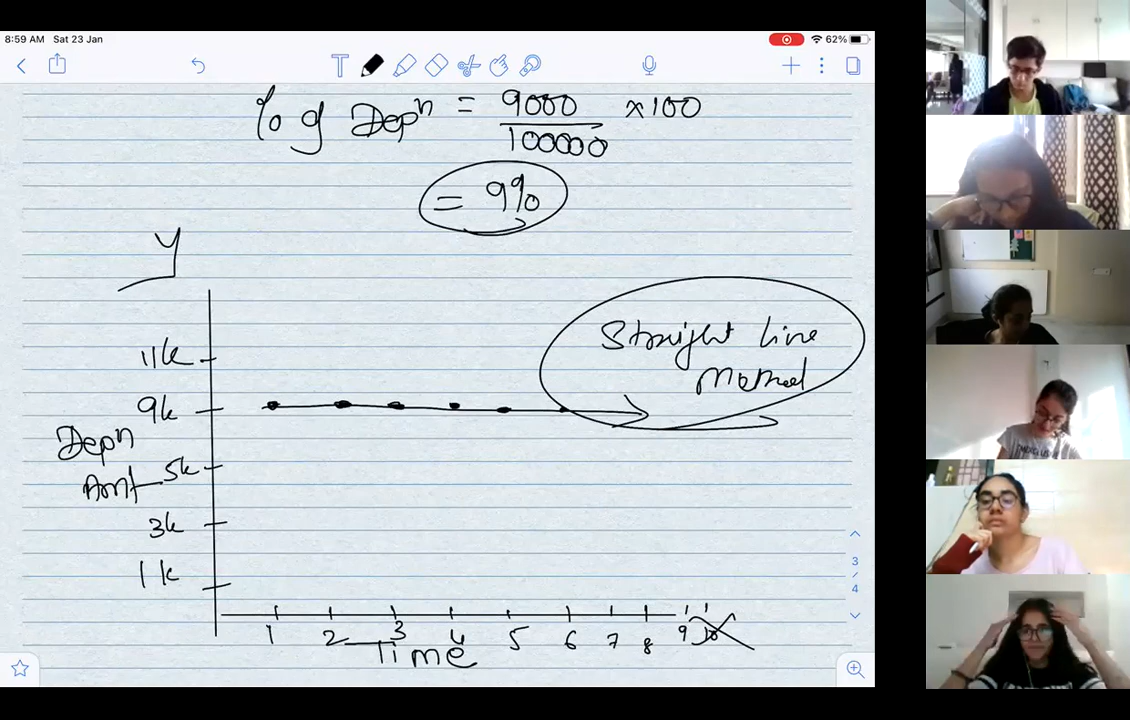 8:59 AM Sat 23 Jan
62%
T
% of Depn = 9000 x100
100000
= 9%
Y
Straight Line
Method
11k
9k
Depn
Amt
5k
3k
1k
1 2 3 4 5 6 7 8 9 10
Time
3
/
4